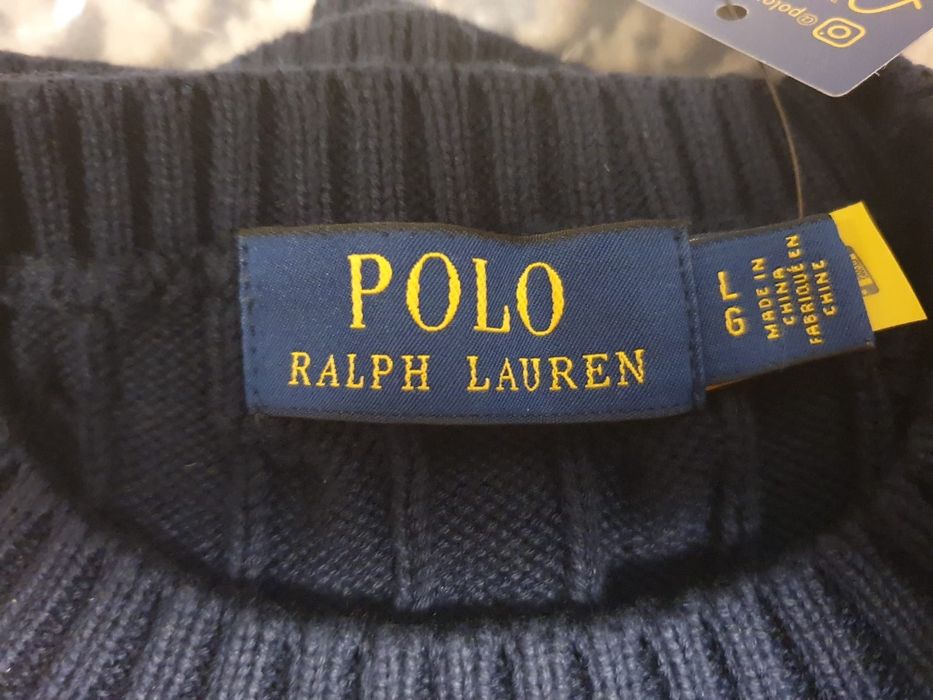 POLO
RALPH LAUREN
L
G
MADE IN
CHINA
FABRIQUÉ EN
CHINE